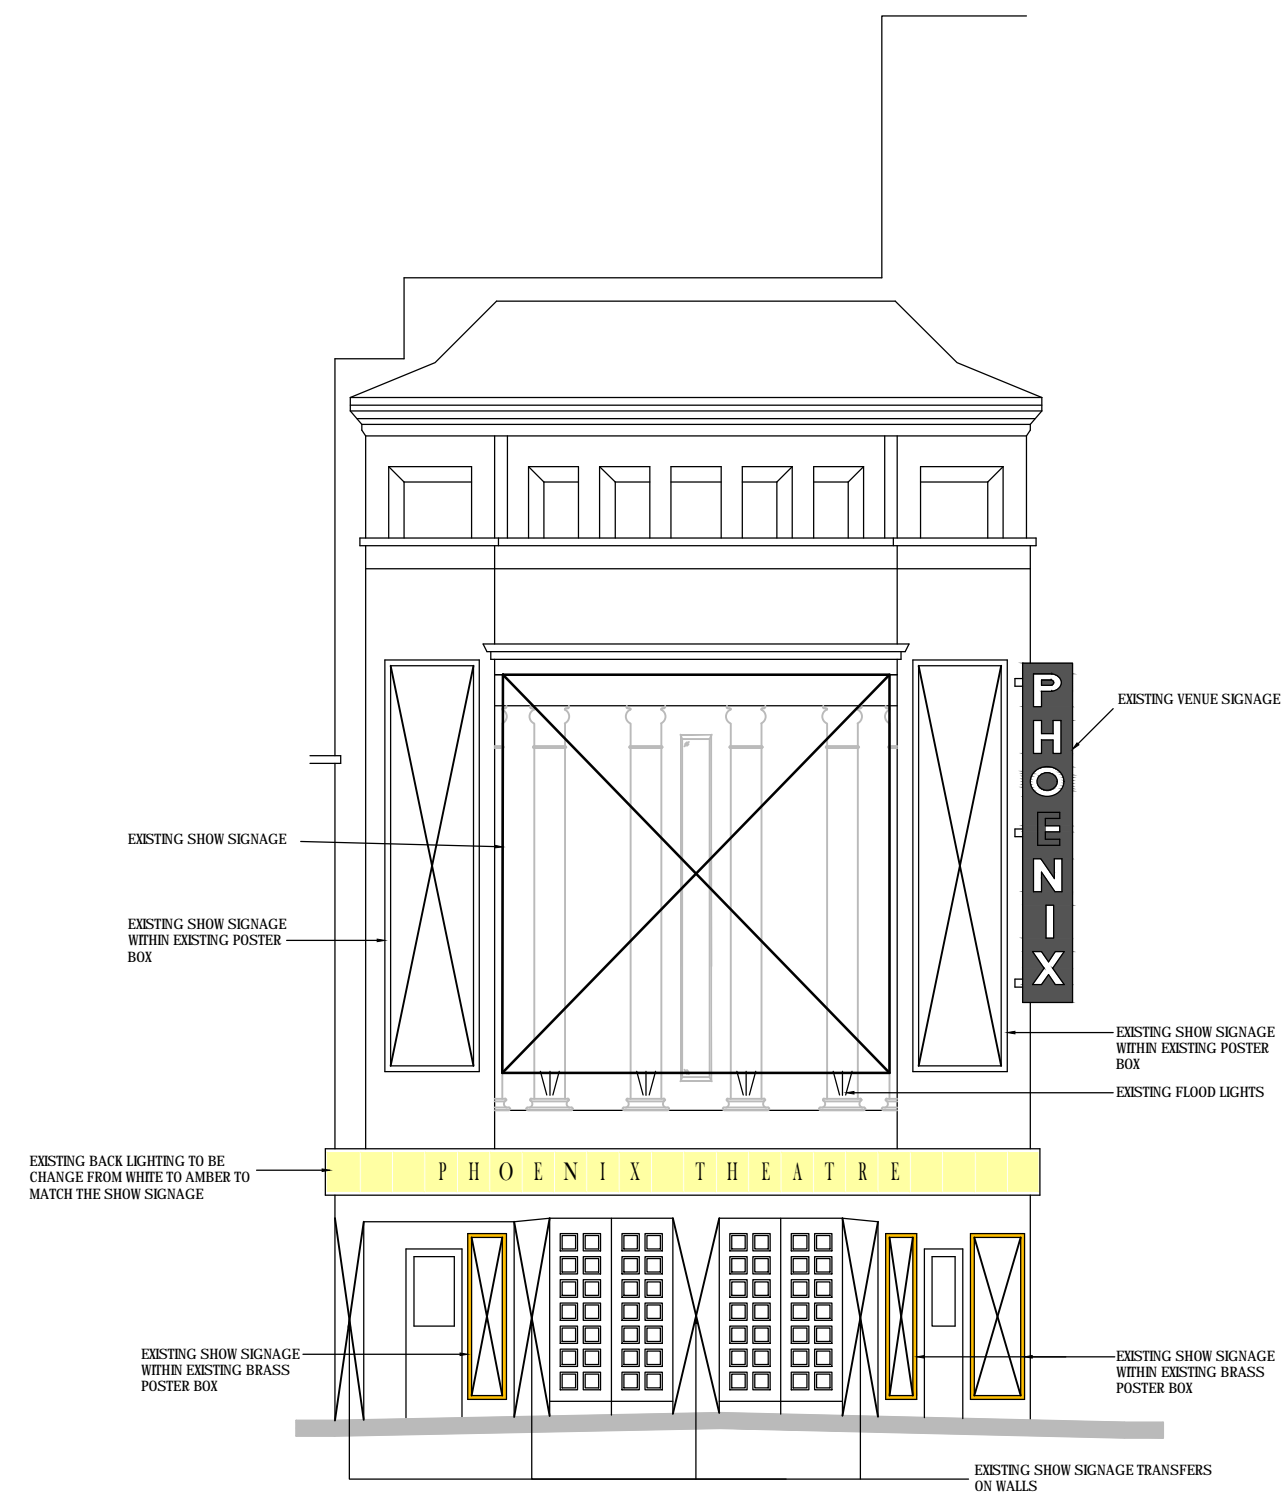 PHOENIX
EXISTING VENUE SIGNAGE
EXISTING SHOW SIGNAGE
EXISTING SHOW SIGNAGE
WITHIN EXISTING POSTER
BOX
EXISTING SHOW SIGNAGE
WITHIN EXISTING POSTER
BOX
EXISTING FLOOD LIGHTS
EXISTING BACK LIGHTING TO BE
CHANGE FROM WHITE TO AMBER TO
MATCH THE SHOW SIGNAGE
PHOENIX THEATRE
EXISTING SHOW SIGNAGE
WITHIN EXISTING BRASS
POSTER BOX
EXISTING SHOW SIGNAGE
WITHIN EXISTING BRASS
POSTER BOX
EXISTING SHOW SIGNAGE TRANSFERS
ON WALLS